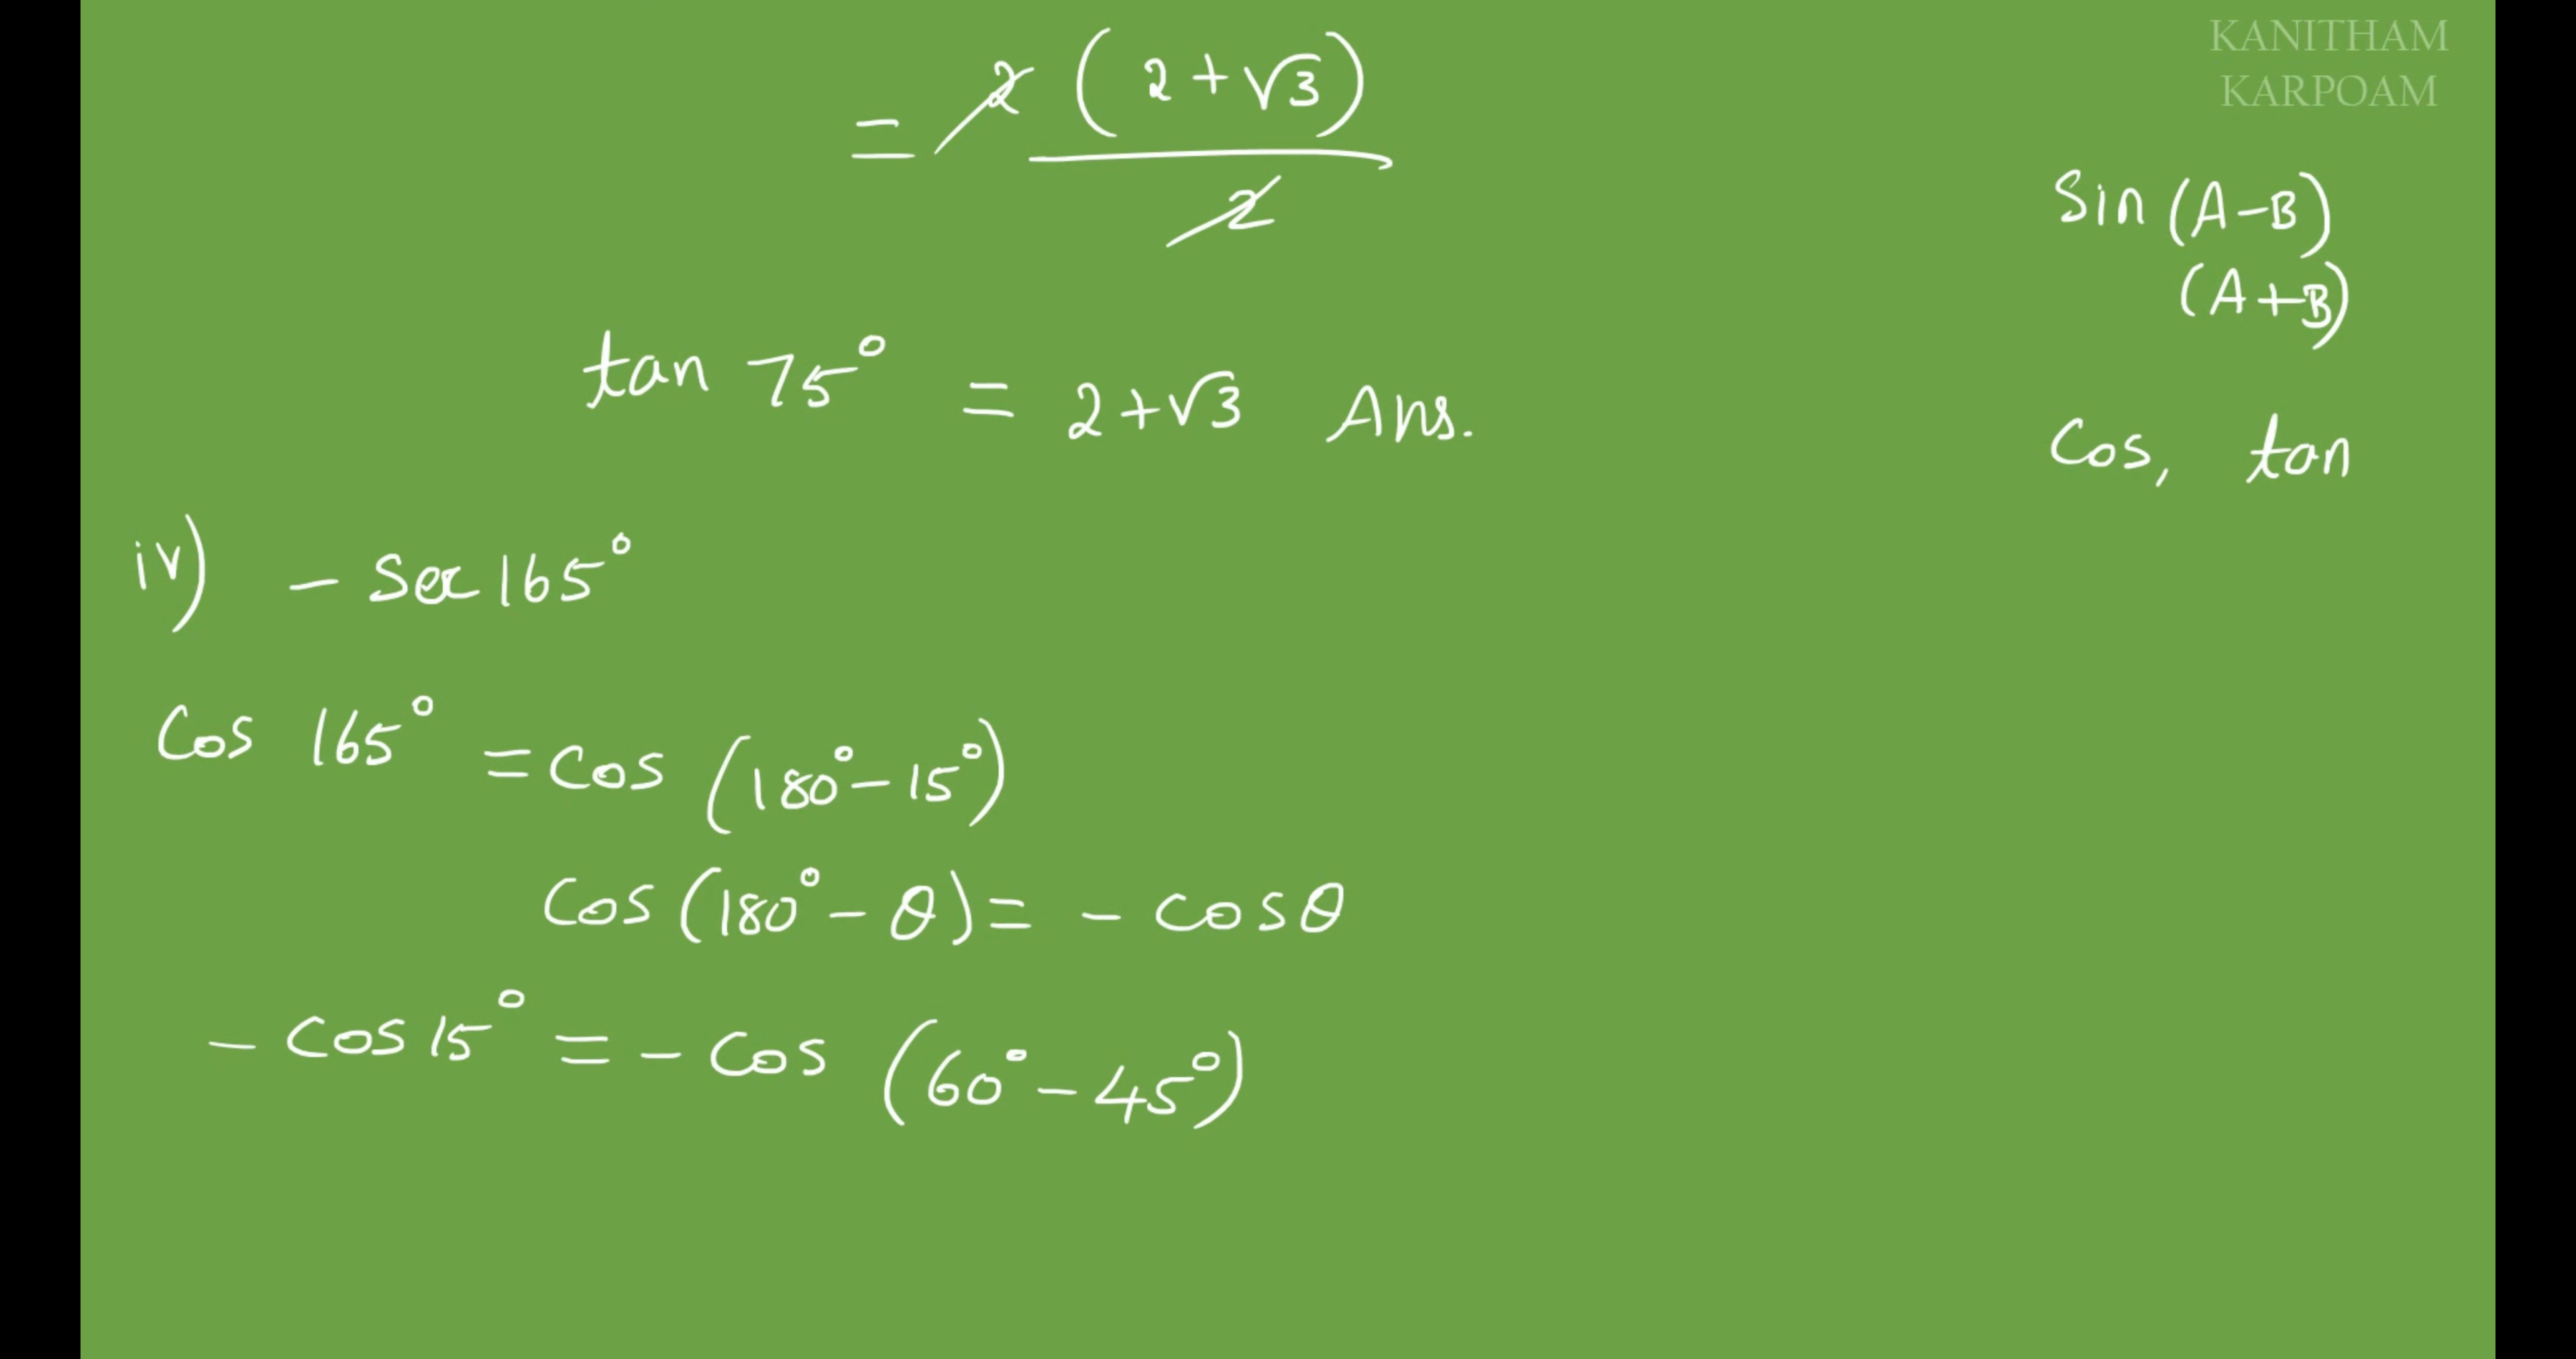 KANITHAM
KARPOAM
= 2 (2+√3)
2
Sin (A-B)
(A+B)
tan 75° = 2+√3 Ans.
Cos, tan
iv) - Sec 165°
Cos 165° = Cos (180°-15°)
Cos (180°-θ) = - cos θ
- Cos 15° = - Cos (60°-45°)